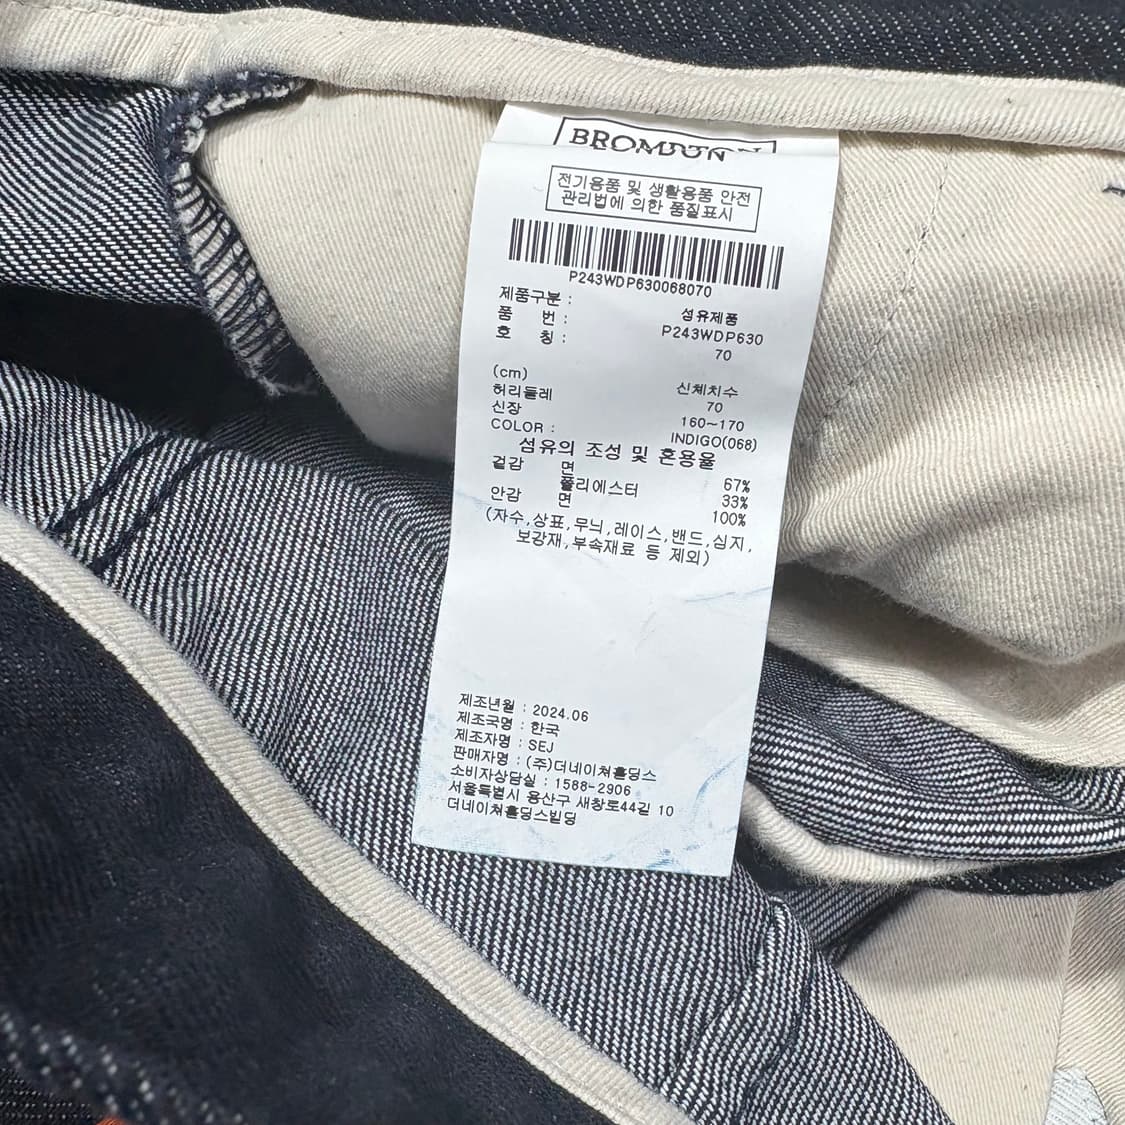 BROMPTON
전기용품 및 생활용품 안전
관리법에 의한 품질표시
P243WDP630068070
제품구분 : 섬유제품
품 번 : P243WDP630
호 칭 : 70
(cm) 신체치수
허리둘레 70
신장 160~170
COLOR : INDIGO(068)
섬유의 조성 및 혼용율
겉감 면 67%
폴리에스터 33%
안감 면 100%
(자수,상표,무늬,레이스,밴드,심지,
보강재,부속재료 등 제외)
제조년월 : 2024.06
제조국명 : 한국
제조자명 : SEJ
판매자명 : (주)더네이쳐홀딩스
소비자상담실 : 1588-2906
서울특별시 용산구 새창로44길 10
더네이쳐홀딩스빌딩